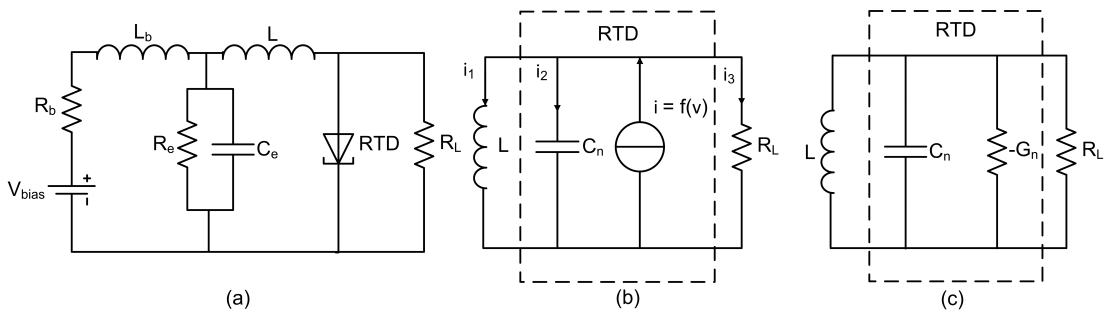 L_b
L
R_b
R_e
C_e
RTD
R_L
V_bias
+
(a)
RTD
i_1
i_2
i_3
i = f(v)
L
C_n
R_L
(b)
RTD
L
C_n
-G_n
R_L
(c)